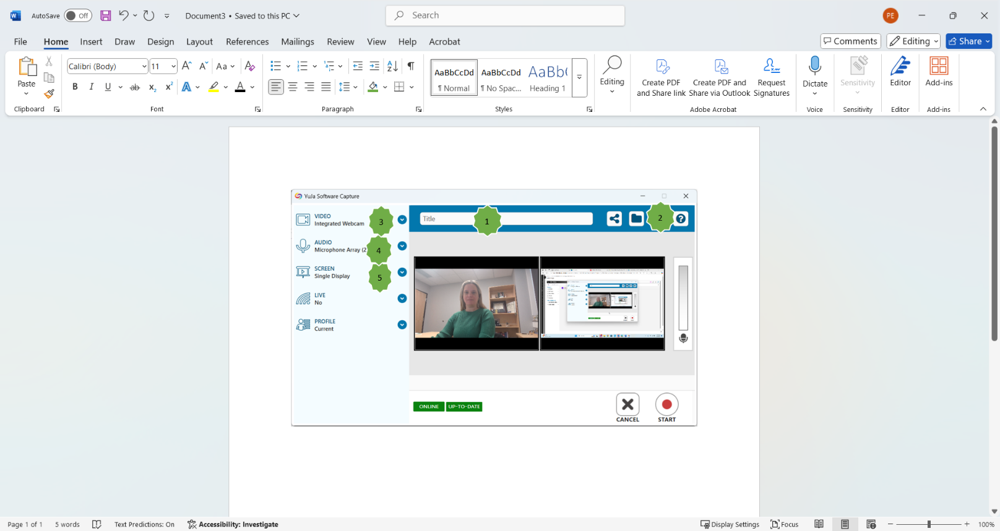 AutoSave Off Document3 • Saved to this PC Search PE
File Home Insert Draw Design Layout References Mailings Review View Help Acrobat Comments Editing Share
Paste
Clipboard
Calibri (Body) 11 Aa
B I U ab x2 x2 A A
Font
Paragraph
AaBbCcDd AaBbCcDd AaBb
¶ Normal ¶ No Spac... Heading 1
Styles
Editing
Create PDF and Share link
Create PDF and Share via Outlook
Request Signatures
Adobe Acrobat
Dictate
Voice
Sensitivity
Sensitivity
Editor
Editor
Add-ins
Add-ins
YuJa Software Capture
VIDEO
Integrated Webcam
3
AUDIO
Microphone Array (2
4
SCREEN
Single Display
5
LIVE
No
PROFILE
Current
Title
1
2
ONLINE UP-TO-DATE
CANCEL START
Page 1 of 1 5 words Text Predictions: On Accessibility: Investigate Display Settings Focus 100%